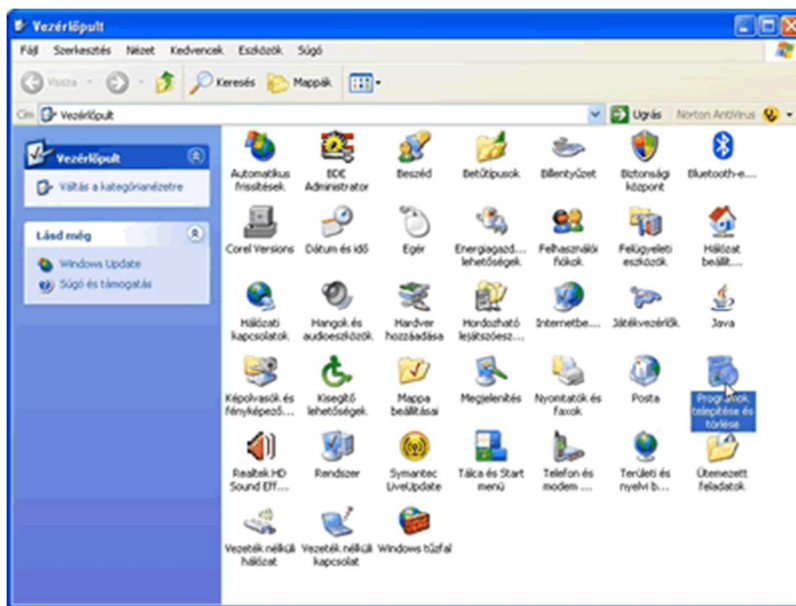 Vezérlőpult
Fájl Szerkesztés Nézet Kedvencek Eszközök Súgó
Vissza Keresés Mappák
Cím Vezérlőpult Ugrás Norton AntiVirus
Vezérlőpult
Váltás a kategórianézetre
Lásd még
Windows Update
Súgó és támogatás
Automatikus frissítések
BDE Administrator
Beszéd
Betűtípusok
Billentyűzet
Biztonsági központ
Bluetooth-e...
Corel Versions
Dátum és idő
Egér
Energiagazd... lehetőségek
Felhasználói fiókok
Felügyeleti eszközök
Hálózat beállít...
Hálózati kapcsolatok
Hangok és audioeszközök
Hardver hozzáadása
Hordozható lejátszóesz...
Internetbe...
Játékvezérlők
Java
Képolvasók és fényképező...
Kisegítő lehetőségek
Mappa beállításai
Megjelenítés
Nyomtatók és faxok
Posta
Programok telepítése és törlése
Realtek HD Sound Eff...
Rendszer
Symantec LiveUpdate
Tálca és Start menü
Telefon és modem ...
Területi és nyelvi b...
Ütemezett feladatok
Vezeték nélküli hálózat
Vezeték nélküli kapcsolat
Windows tűzfal